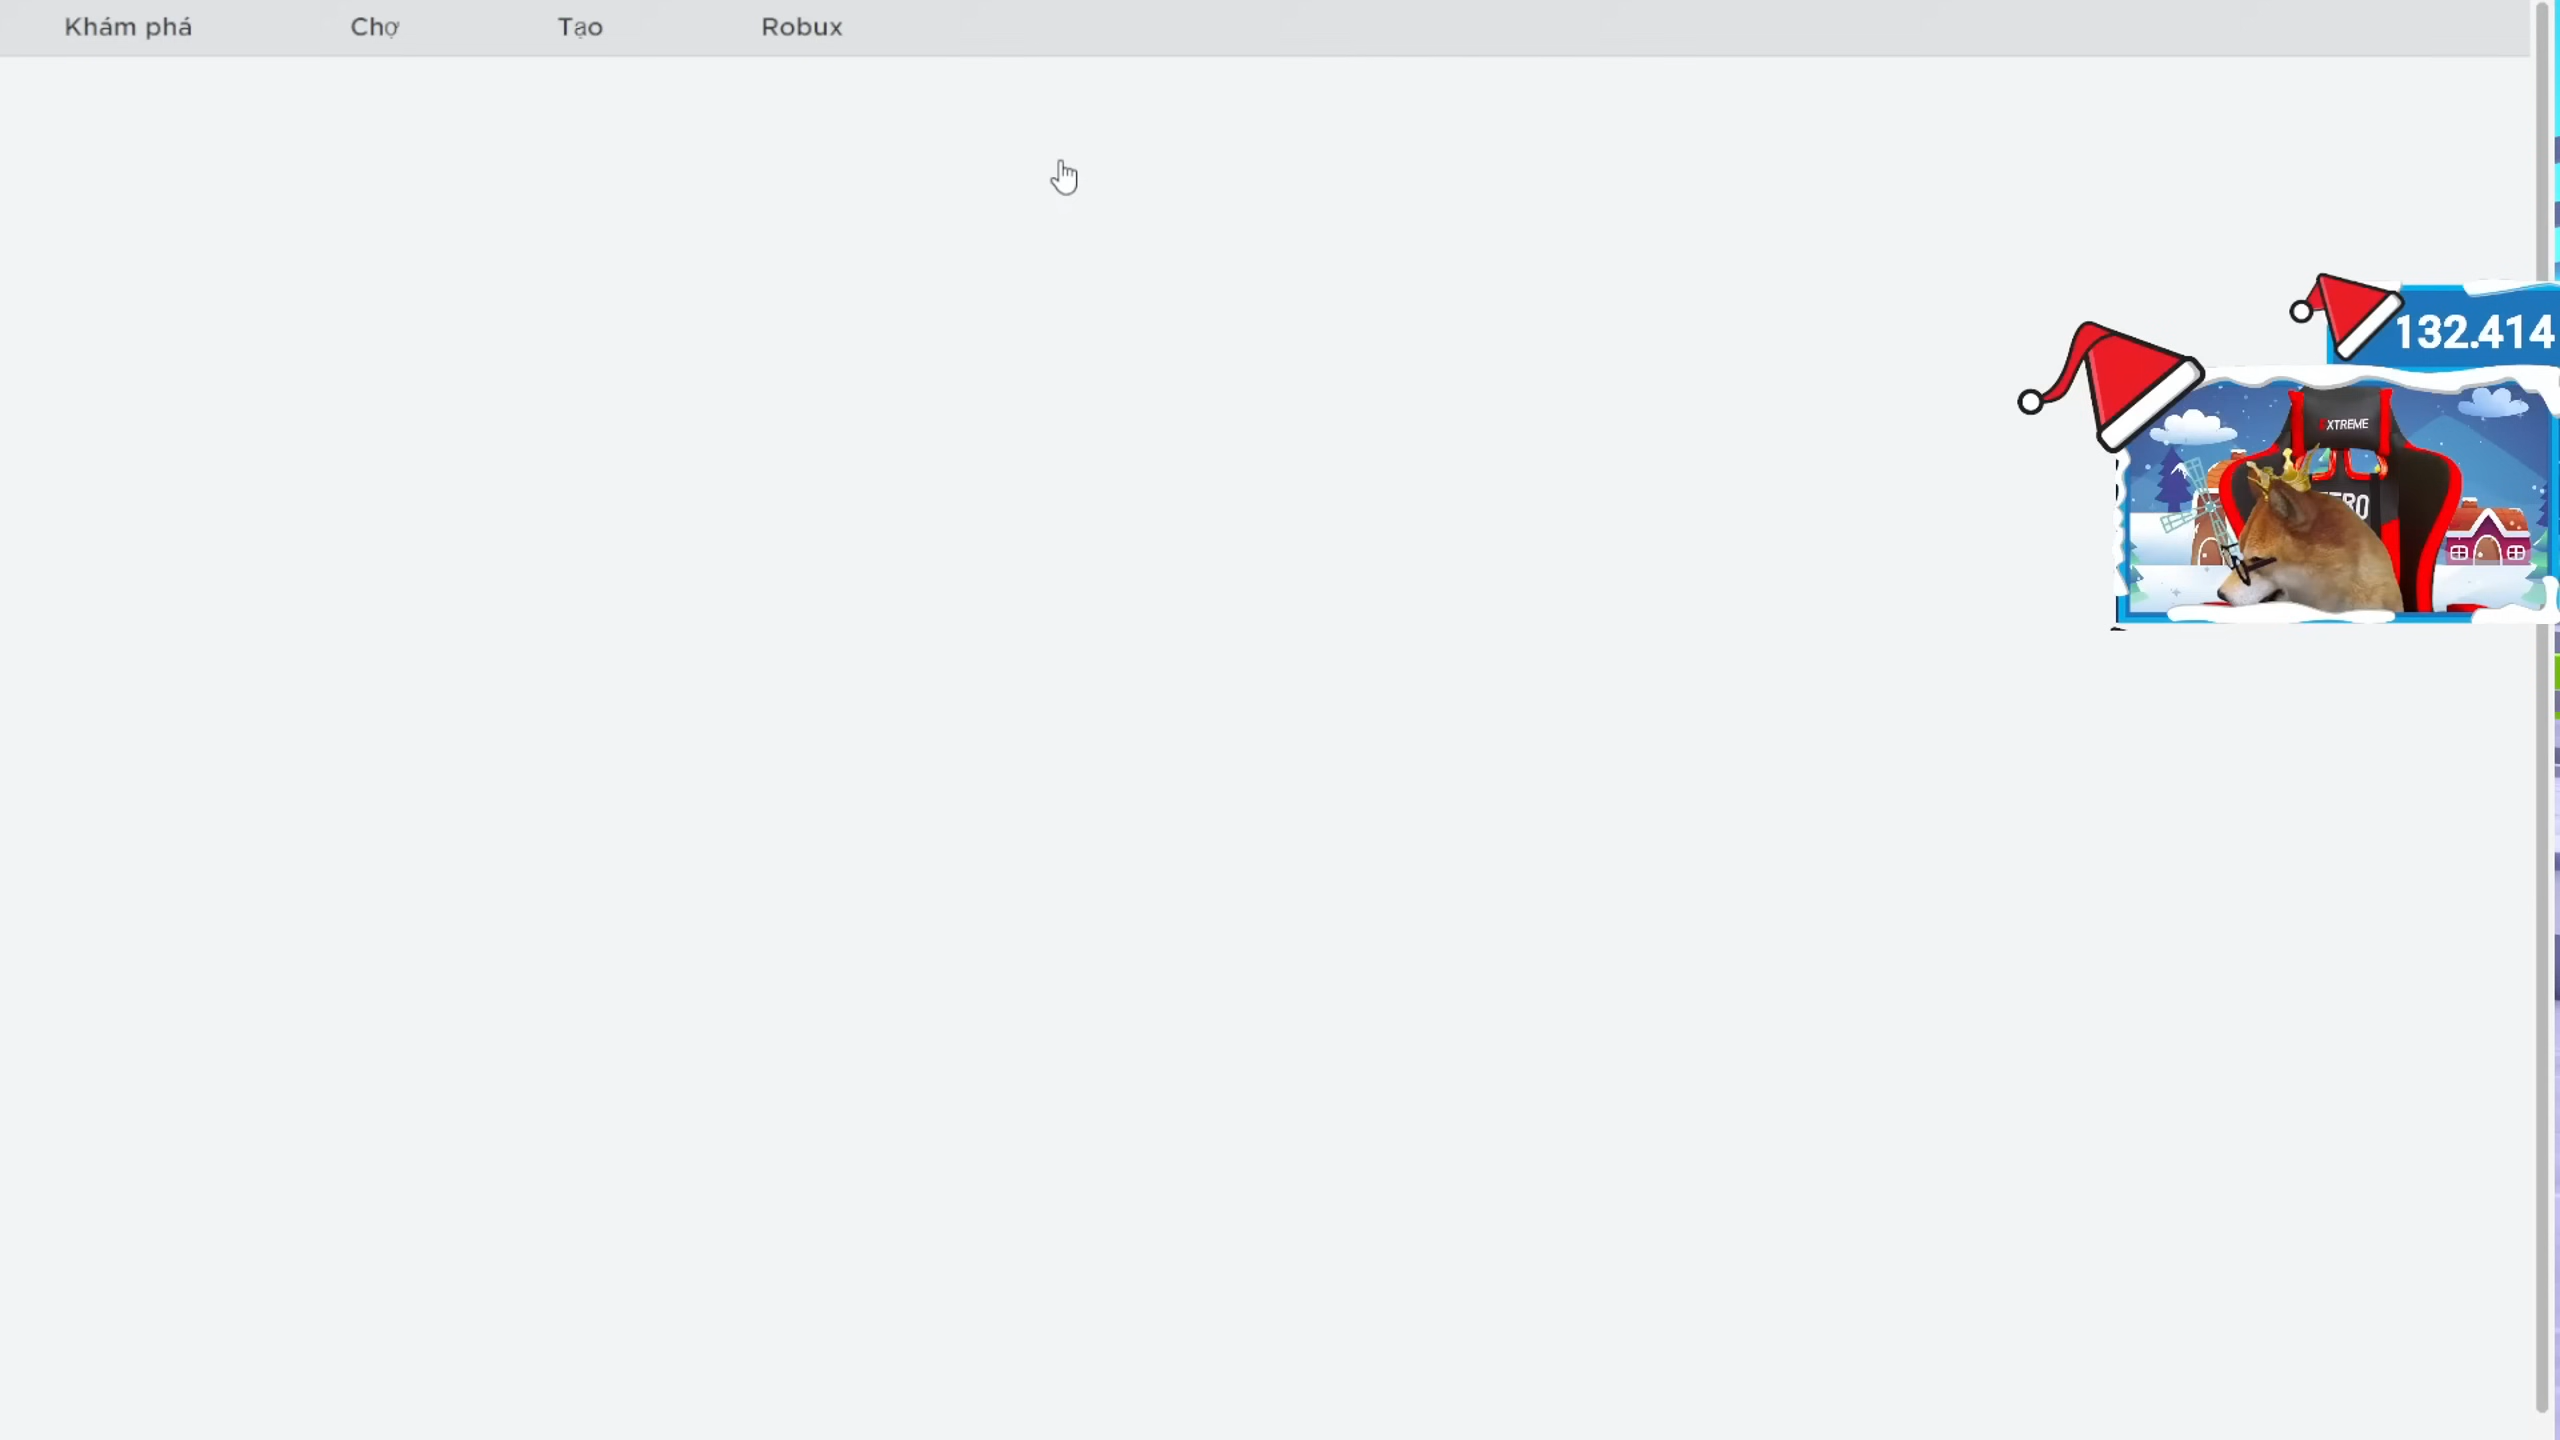 Khám phá
Chợ
Tạo
Robux
132.414
XTREME